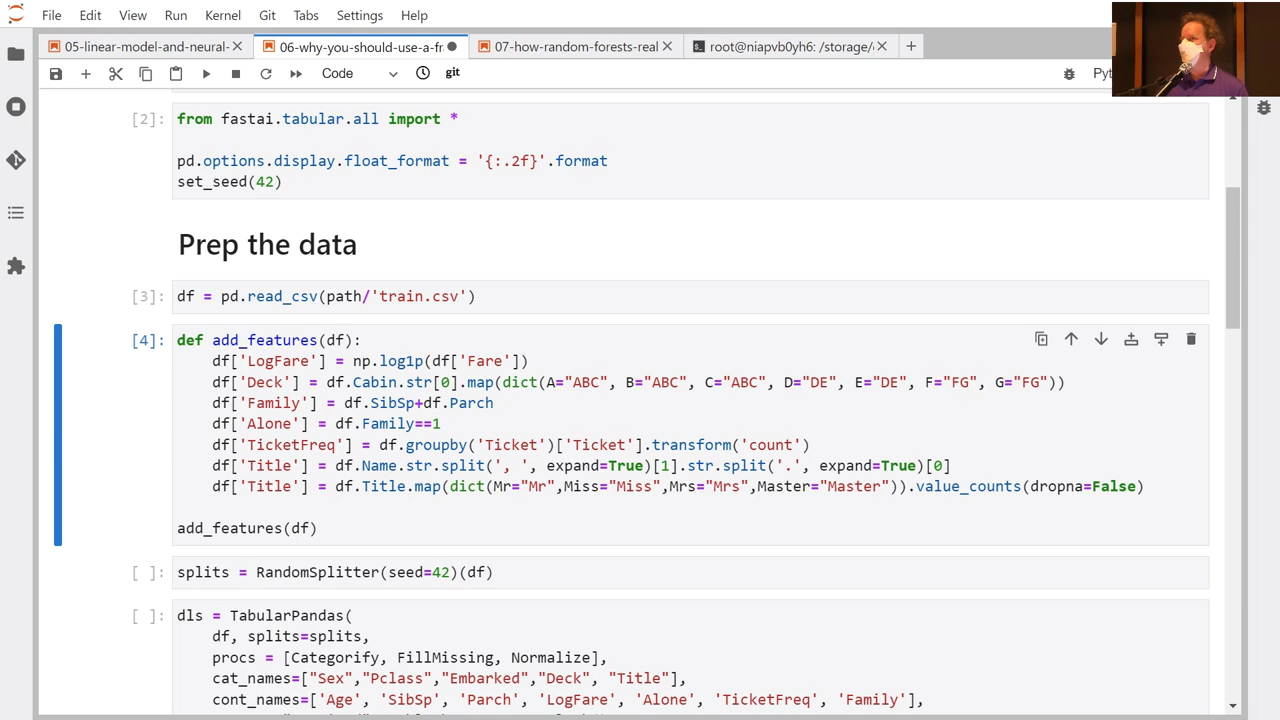 File Edit View Run Kernel Git Tabs Settings Help
05-linear-model-and-neural- 06-why-you-should-use-a-fr 07-how-random-forests-real root@niapvb0yh6: /storage/
Code git Pyt
[2]: from fastai.tabular.all import *
pd.options.display.float_format = '{:.2f}'.format
set_seed(42)
Prep the data
[3]: df = pd.read_csv(path/'train.csv')
[4]: def add_features(df):
df['LogFare'] = np.log1p(df['Fare'])
df['Deck'] = df.Cabin.str[0].map(dict(A="ABC", B="ABC", C="ABC", D="DE", E="DE", F="FG", G="FG"))
df['Family'] = df.SibSp+df.Parch
df['Alone'] = df.Family==1
df['TicketFreq'] = df.groupby('Ticket')['Ticket'].transform('count')
df['Title'] = df.Name.str.split(', ', expand=True)[1].str.split('.', expand=True)[0]
df['Title'] = df.Title.map(dict(Mr="Mr",Miss="Miss",Mrs="Mrs",Master="Master")).value_counts(dropna=False)
add_features(df)
[ ]: splits = RandomSplitter(seed=42)(df)
[ ]: dls = TabularPandas(
df, splits=splits,
procs = [Categorify, FillMissing, Normalize],
cat_names=["Sex","Pclass","Embarked","Deck", "Title"],
cont_names=['Age', 'SibSp', 'Parch', 'LogFare', 'Alone', 'TicketFreq', 'Family'],